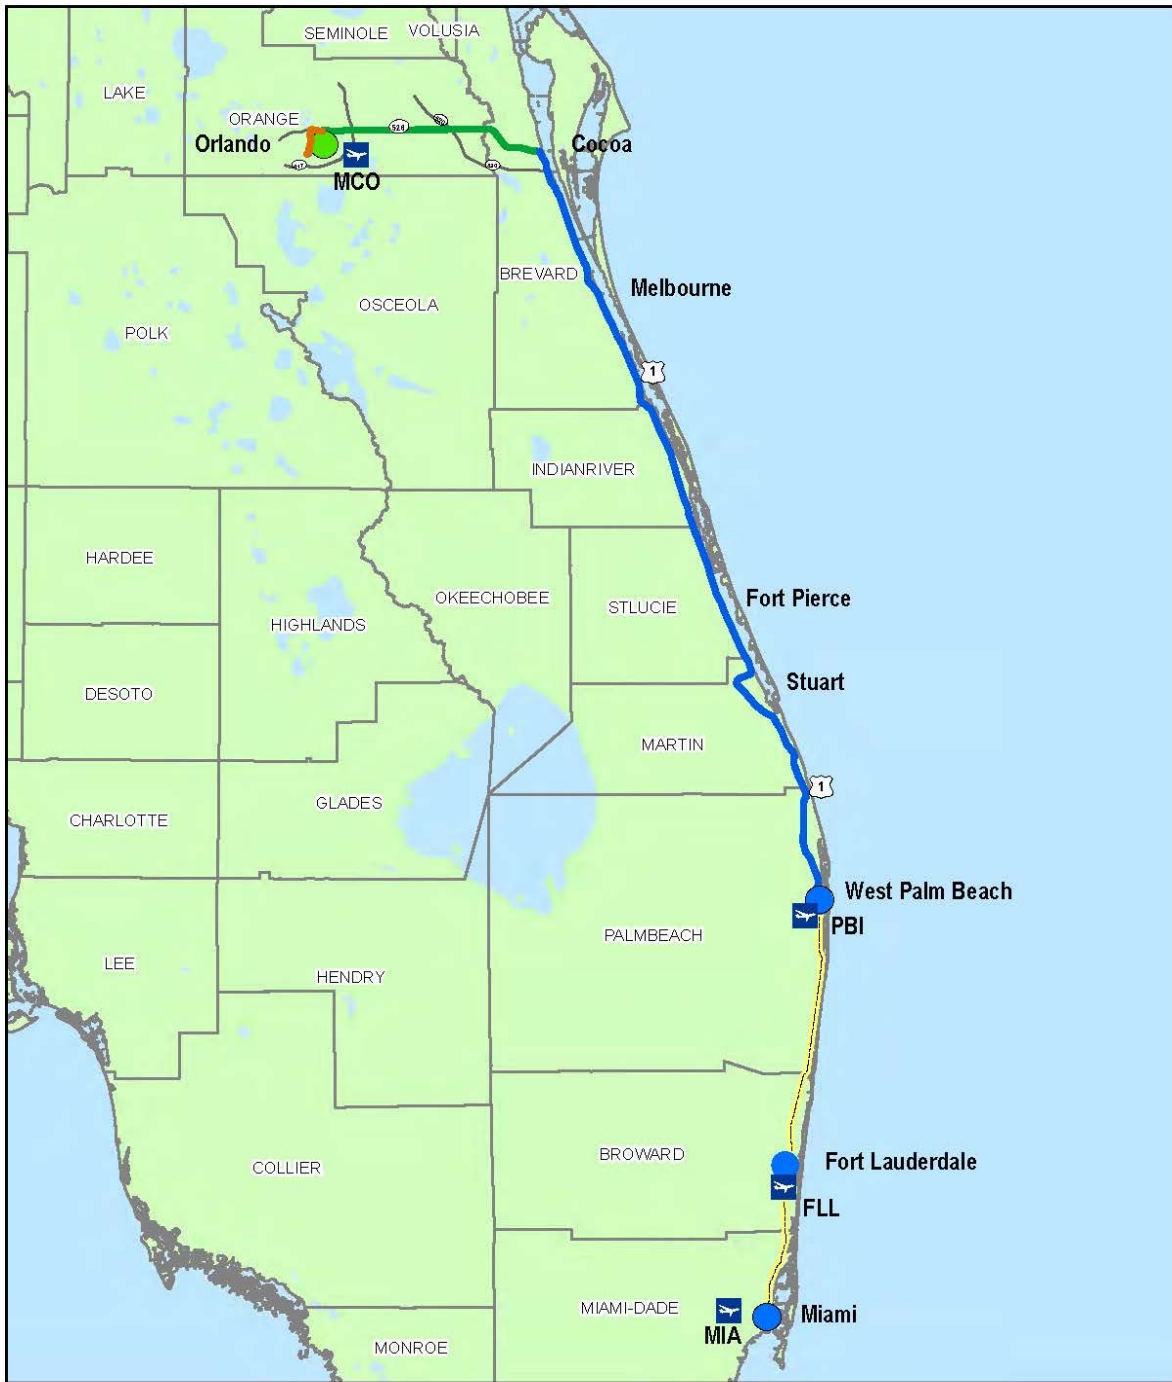 SEMINOLE
VOLUSIA
LAKE
ORANGE
Orlando
528
Cocoa
417
MCO
BREVARD
Melbourne
OSCEOLA
POLK
1
INDIANRIVER
HARDEE
OKEECHOBEE
STLUCIE
Fort Pierce
HIGHLANDS
DESOTO
Stuart
MARTIN
1
GLADES
CHARLOTTE
West Palm Beach
PBI
PALMBEACH
LEE
HENDRY
BROWARD
Fort Lauderdale
COLLIER
FLL
MIAMI-DADE
Miami
MIA
MONROE